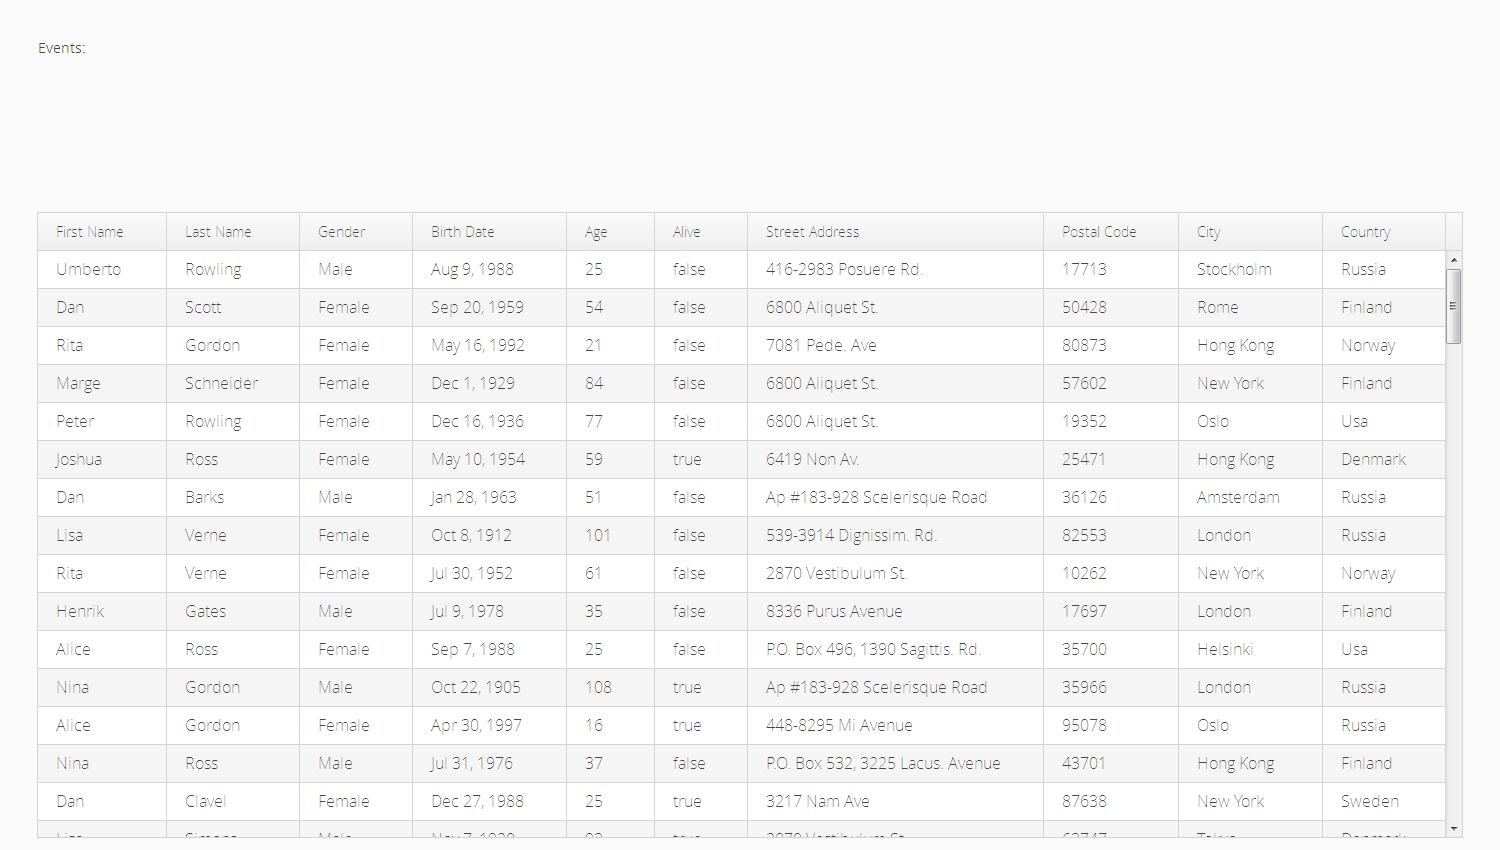 Events:
First Name Last Name Gender Birth Date Age Alive Street Address Postal Code City Country
Umberto Rowling Male Aug 9, 1988 25 false 416-2983 Posuere Rd. 17713 Stockholm Russia
Dan Scott Female Sep 20, 1959 54 false 6800 Aliquet St. 50428 Rome Finland
Rita Gordon Female May 16, 1992 21 false 7081 Pede. Ave 80873 Hong Kong Norway
Marge Schneider Female Dec 1, 1929 84 false 6800 Aliquet St. 57602 New York Finland
Peter Rowling Female Dec 16, 1936 77 false 6800 Aliquet St. 19352 Oslo Usa
Joshua Ross Female May 10, 1954 59 true 6419 Non Av. 25471 Hong Kong Denmark
Dan Barks Male Jan 28, 1963 51 false Ap #183-928 Scelerisque Road 36126 Amsterdam Russia
Lisa Verne Female Oct 8, 1912 101 false 539-3914 Dignissim. Rd. 82553 London Russia
Rita Verne Female Jul 30, 1952 61 false 2870 Vestibulum St. 10262 New York Norway
Henrik Gates Male Jul 9, 1978 35 false 8336 Purus Avenue 17697 London Finland
Alice Ross Female Sep 7, 1988 25 false P.O. Box 496, 1390 Sagittis. Rd. 35700 Helsinki Usa
Nina Gordon Male Oct 22, 1905 108 true Ap #183-928 Scelerisque Road 35966 London Russia
Alice Gordon Female Apr 30, 1997 16 true 448-8295 Mi Avenue 95078 Oslo Russia
Nina Ross Male Jul 31, 1976 37 false P.O. Box 532, 3225 Lacus. Avenue 43701 Hong Kong Finland
Dan Clavel Female Dec 27, 1988 25 true 3217 Nam Ave 87638 New York Sweden